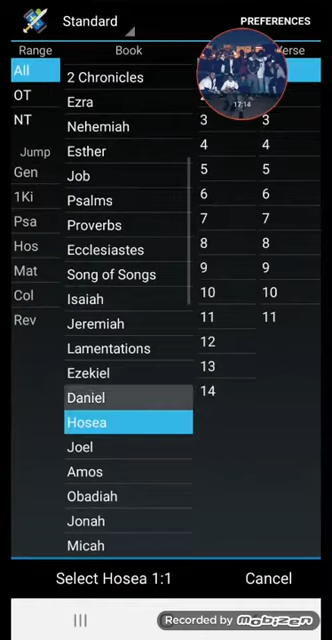 Standard
PREFERENCES
Range
Book
erse
All
OT
NT
Jump
Gen
1Ki
Psa
Hos
Mat
Col
Rev
2 Chronicles
Ezra
Nehemiah
Esther
Job
Psalms
Proverbs
Ecclesiastes
Song of Songs
Isaiah
Jeremiah
Lamentations
Ezekiel
Daniel
Hosea
Joel
Amos
Obadiah
Jonah
Micah
17:14
3
4
5
6
7
8
9
10
11
12
13
14
3
4
5
6
7
8
9
10
11
Select Hosea 1:1
Cancel
Recorded by mobizen